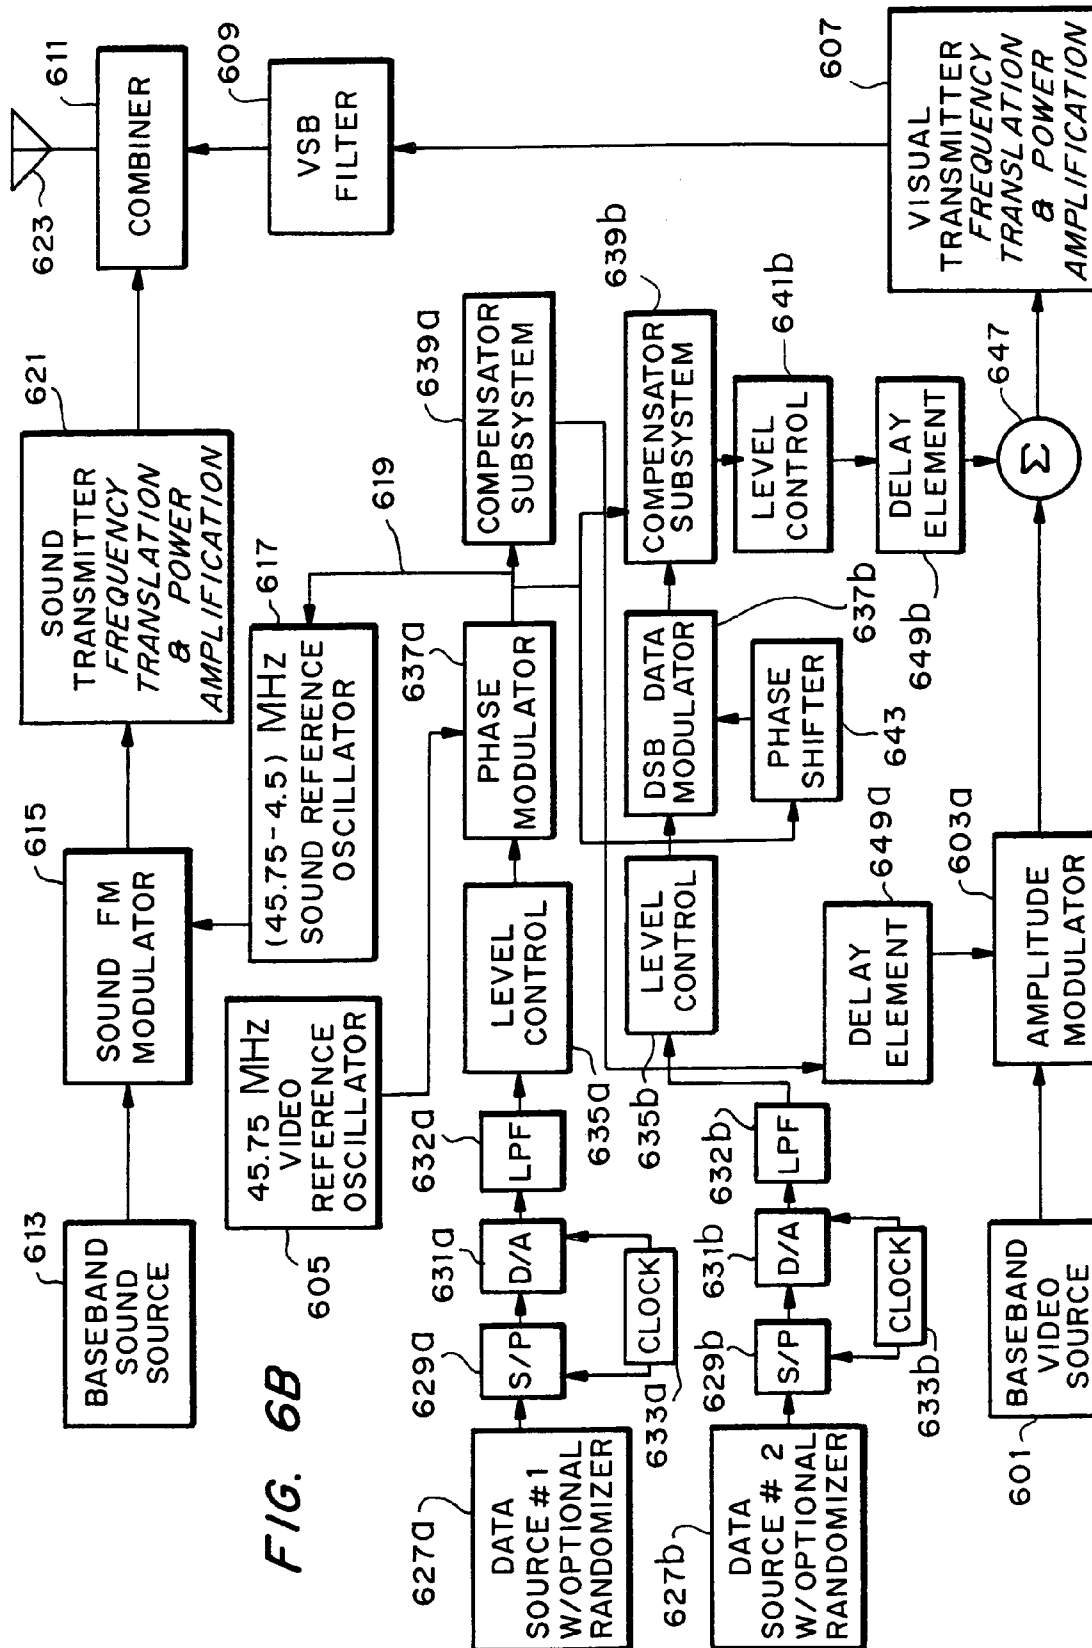 FIG. 6B
613
BASEBAND
SOUND
SOURCE
615
SOUND FM
MODULATOR
621
SOUND
TRANSMITTER
FREQUENCY
TRANSLATION
& POWER
AMPLIFICATION
623
611
COMBINER
605
45.75 MHZ
VIDEO
REFERENCE
OSCILLATOR
617
(45.75-4.5) MHZ
SOUND REFERENCE
OSCILLATOR
619
609
VSB
FILTER
627a
DATA
SOURCE #1
W/OPTIONAL
RANDOMIZER
629a
S/P
631a
D/A
632a
LPF
633a
CLOCK
635a
LEVEL
CONTROL
637a
PHASE
MODULATOR
639a
COMPENSATOR
SUBSYSTEM
627b
DATA
SOURCE # 2
W/OPTIONAL
RANDOMIZER
629b
S/P
631b
D/A
632b
LPF
633b
CLOCK
635b
LEVEL
CONTROL
637b
DSB DATA
MODULATOR
639b
COMPENSATOR
SUBSYSTEM
643
PHASE
SHIFTER
641b
LEVEL
CONTROL
649a
DELAY
ELEMENT
649b
DELAY
ELEMENT
601
BASEBAND
VIDEO
SOURCE
603a
AMPLITUDE
MODULATOR
647
Σ
607
VISUAL
TRANSMITTER
FREQUENCY
TRANSLATION
& POWER
AMPLIFICATION